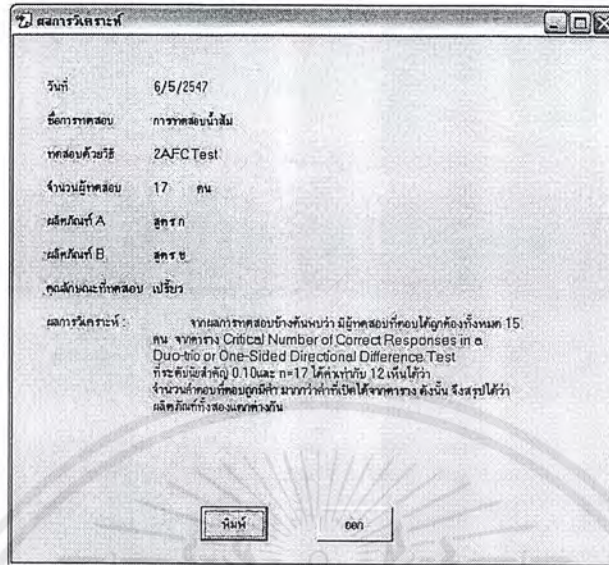 ผลการวิเคราะห์
วันที่ 6/5/2547
ชื่อการทดสอบ การทดสอบน้ำส้ม
ทดสอบด้วยวิธี 2AFC Test
จำนวนผู้ทดสอบ 17 คน
ผลิตภัณฑ์ A สูตร ก
ผลิตภัณฑ์ B สูตร ข
คุณลักษณะที่ทดสอบ เปรี้ยว
ผลการวิเคราะห์ : จากผลการทดสอบข้างต้นพบว่า มีผู้ทดสอบที่ตอบได้ถูกต้องทั้งหมด 15
คน จากตาราง Critical Number of Correct Responses in a
Duo-trio or One-Sided Directional Difference Test
ที่ระดับนัยสำคัญ 0.10และ n=17 ได้ค่าเท่ากับ 12 เห็นได้ว่า
จำนวนคำตอบที่ตอบถูกมีค่า มากกว่าค่าที่เปิดได้จากตาราง ดังนั้น จึงสรุปได้ว่า
ผลิตภัณฑ์ทั้งสองแตกต่างกัน
พิมพ์ ออก